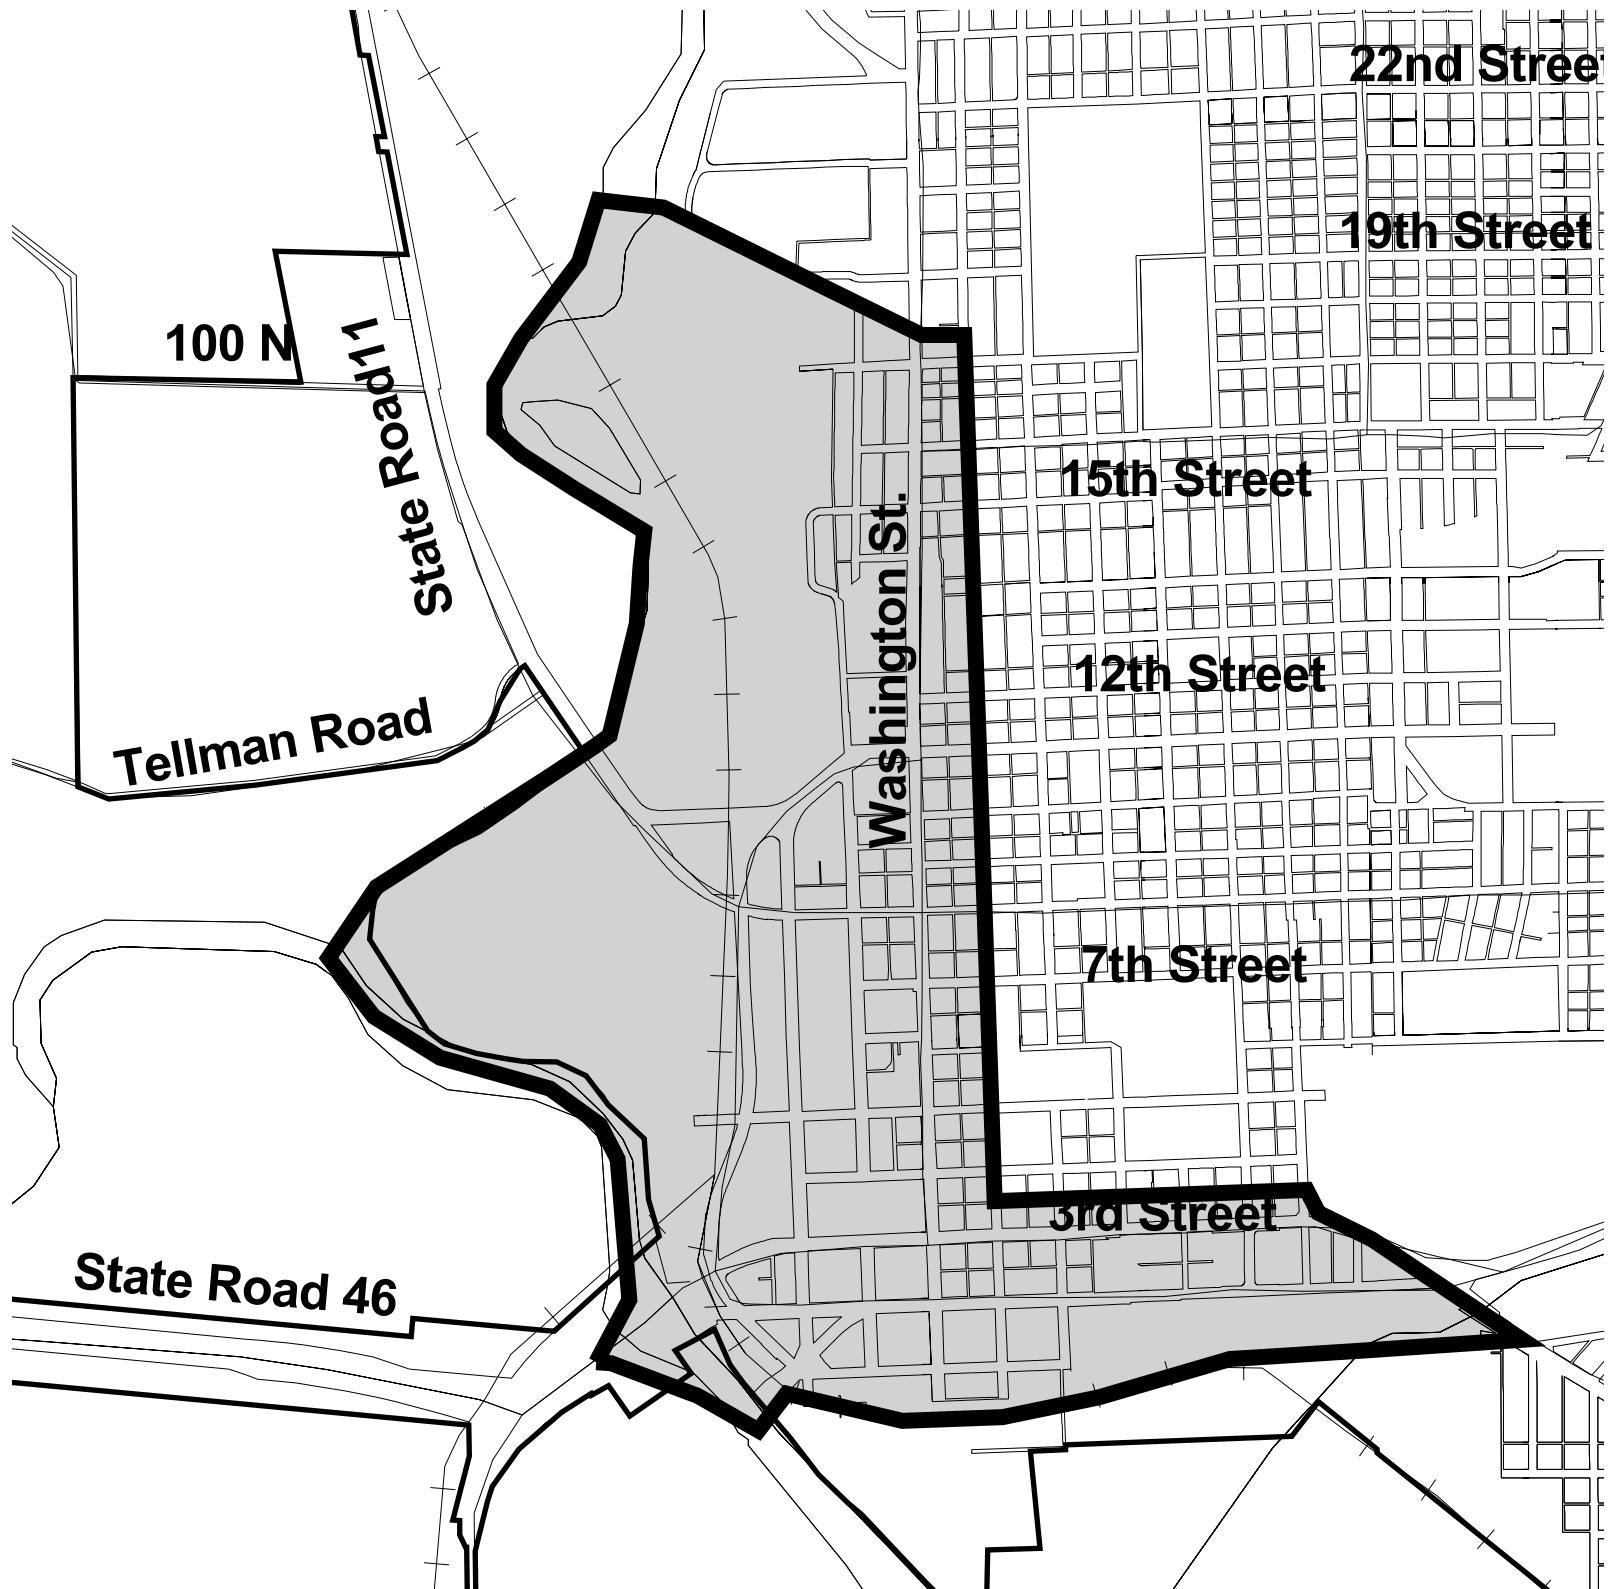 22nd Street
19th Street
100 N
State Road11
15th Street
Washington St.
12th Street
Tellman Road
7th Street
3rd Street
State Road 46